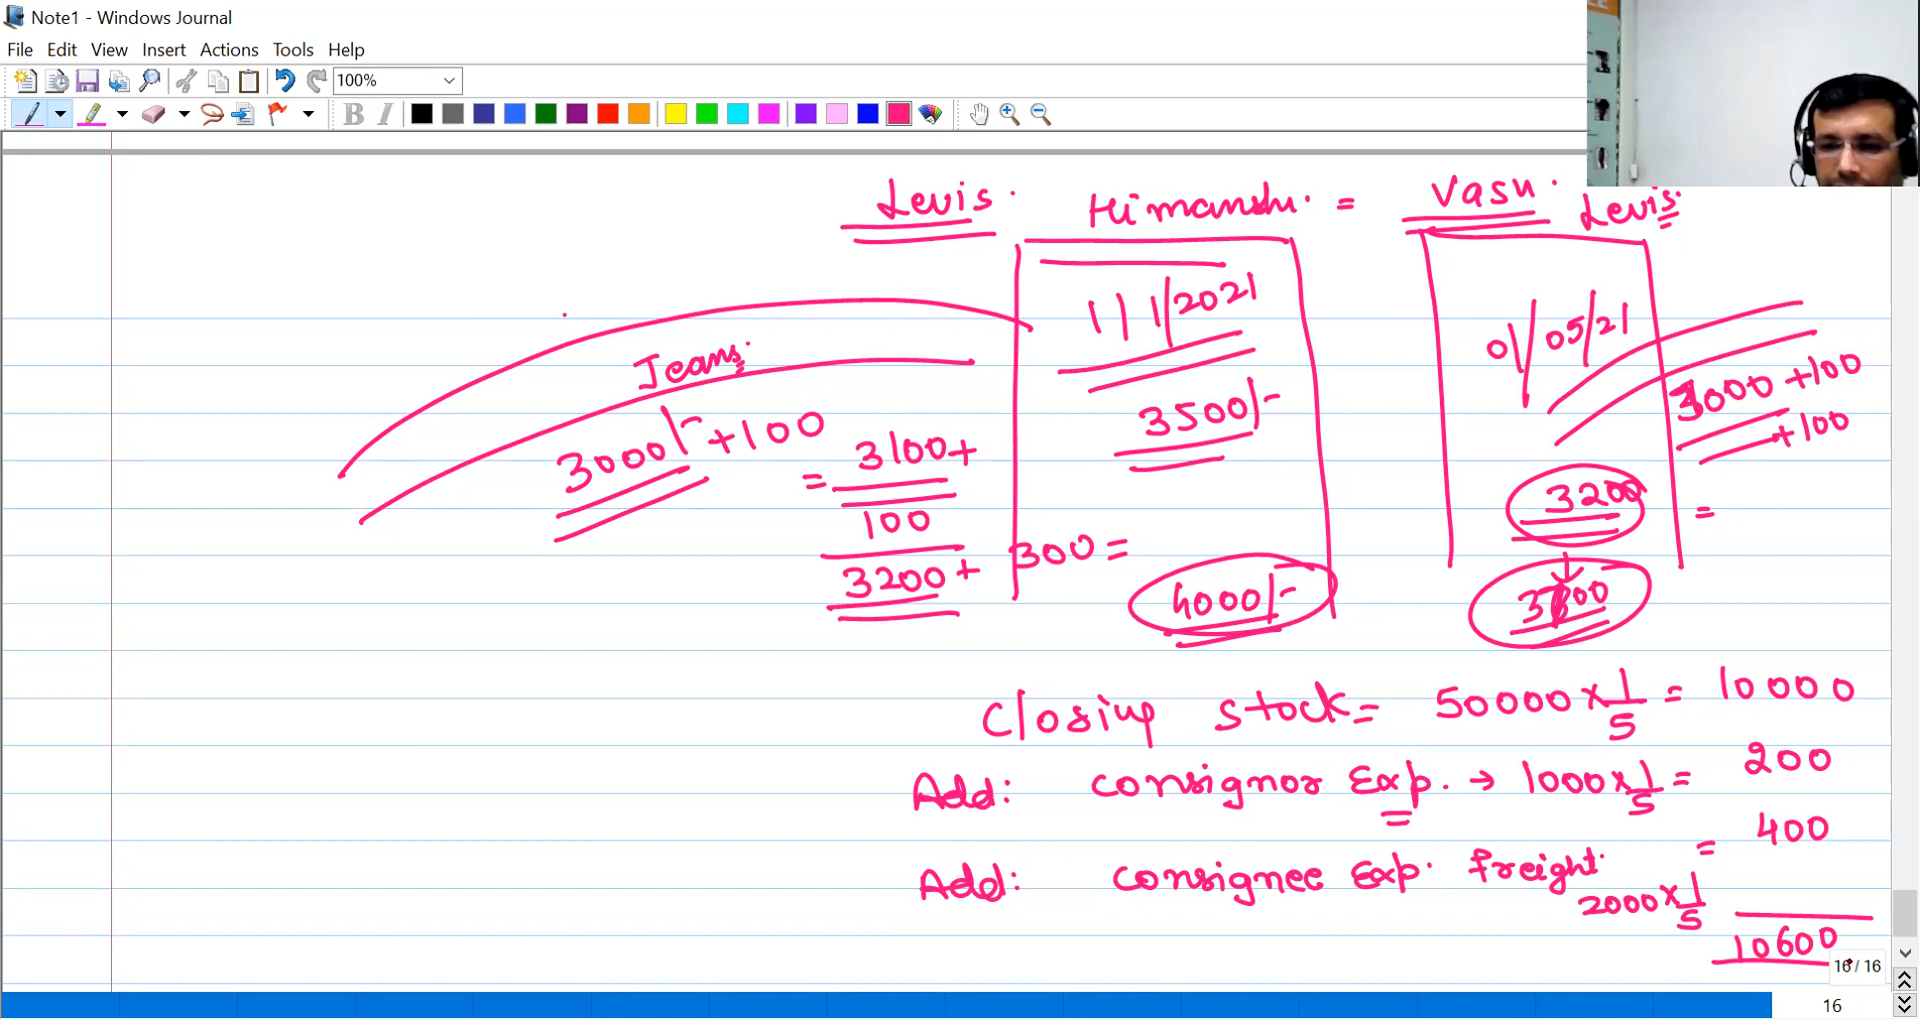 Note1 - Windows Journal
File Edit View Insert Actions Tools Help
100%
B I
Levis. Himanshu. = Vasu. Levis.
1/1/2021
01/05/21
Jeans.
3000/- +100
= 3100+
100
3200+ 300 =
3500/-
4000/-
3000 +100
+100
3200 =
Closing stock = 50000 × 1/5 = 10000
Add: Consignor Exp. → 1000 × 1/5 = 200
Add: Consignee Exp. freight. = 400
2000 × 1/5
10600
16 / 16
16